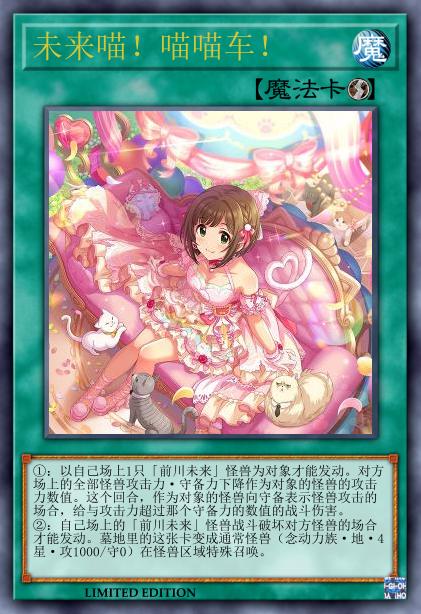 未来喵！喵喵车！
魔
【魔法卡】
①：以自己场上1只「前川未来」怪兽为对象才能发动。对方
场上的全部怪兽攻击力・守备力下降作为对象的怪兽的攻击
力数值。这个回合，作为对象的怪兽向守备表示怪兽攻击的
场合，给与攻击力超过那个守备力的数值的战斗伤害。
②：自己场上的「前川未来」怪兽战斗破坏对方怪兽的场合
才能发动。墓地里的这张卡变成通常怪兽（念动力族・地・4
星・攻1000/守0）在怪兽区域特殊召唤。
LIMITED EDITION